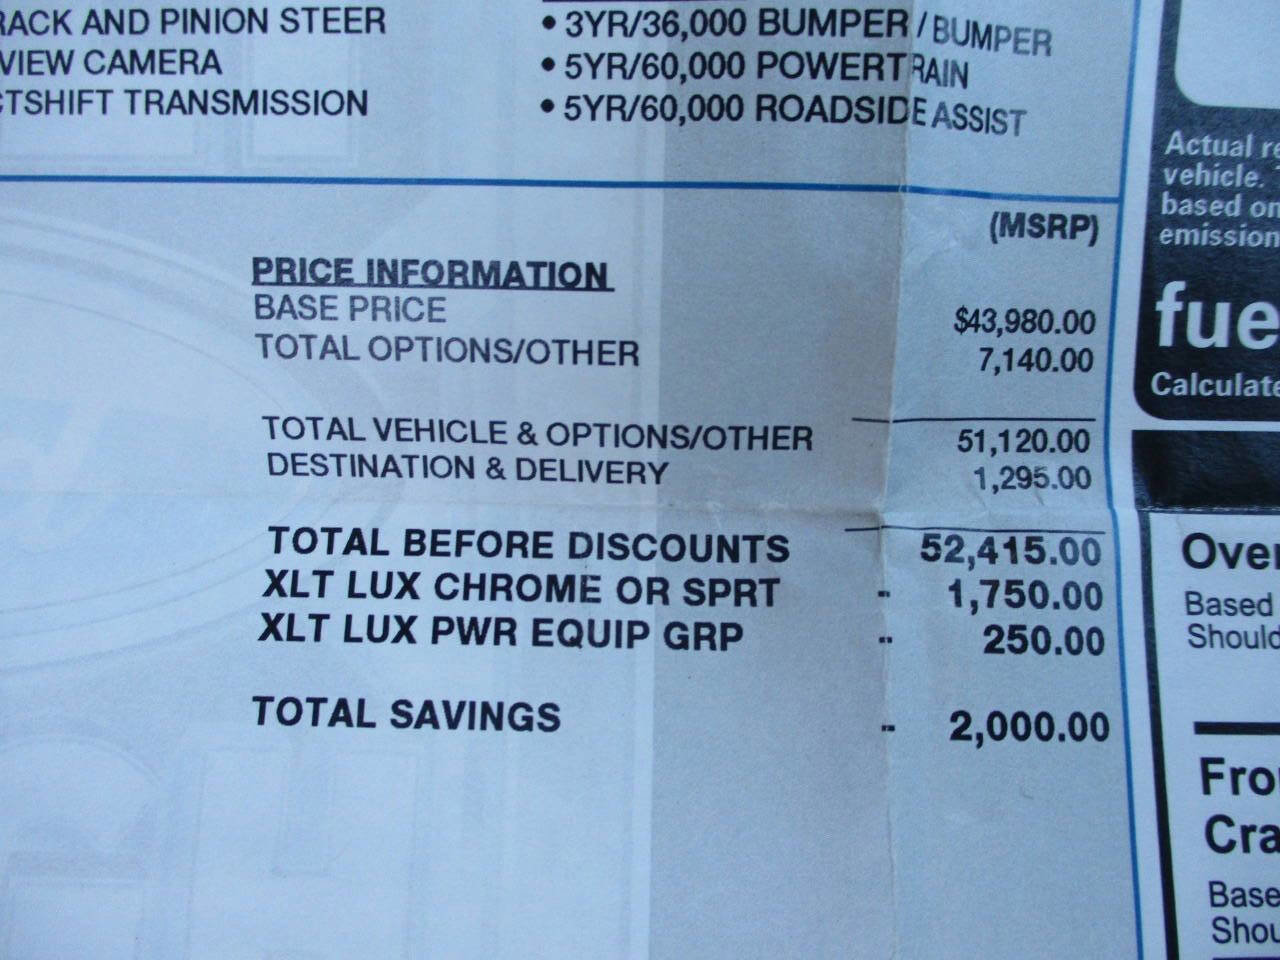 RACK AND PINION STEER
VIEW CAMERA
CTSHIFT TRANSMISSION
• 3YR/36,000 BUMPER / BUMPER
• 5YR/60,000 POWERTRAIN
• 5YR/60,000 ROADSIDE ASSIST
(MSRP)
PRICE INFORMATION
BASE PRICE $43,980.00
TOTAL OPTIONS/OTHER 7,140.00
TOTAL VEHICLE & OPTIONS/OTHER 51,120.00
DESTINATION & DELIVERY 1,295.00
TOTAL BEFORE DISCOUNTS 52,415.00
XLT LUX CHROME OR SPRT - 1,750.00
XLT LUX PWR EQUIP GRP - 250.00
TOTAL SAVINGS - 2,000.00
Actual re
vehicle.
based on
emission
fue
Calculate
Over
Based
Should
Fro
Cra
Base
Shou